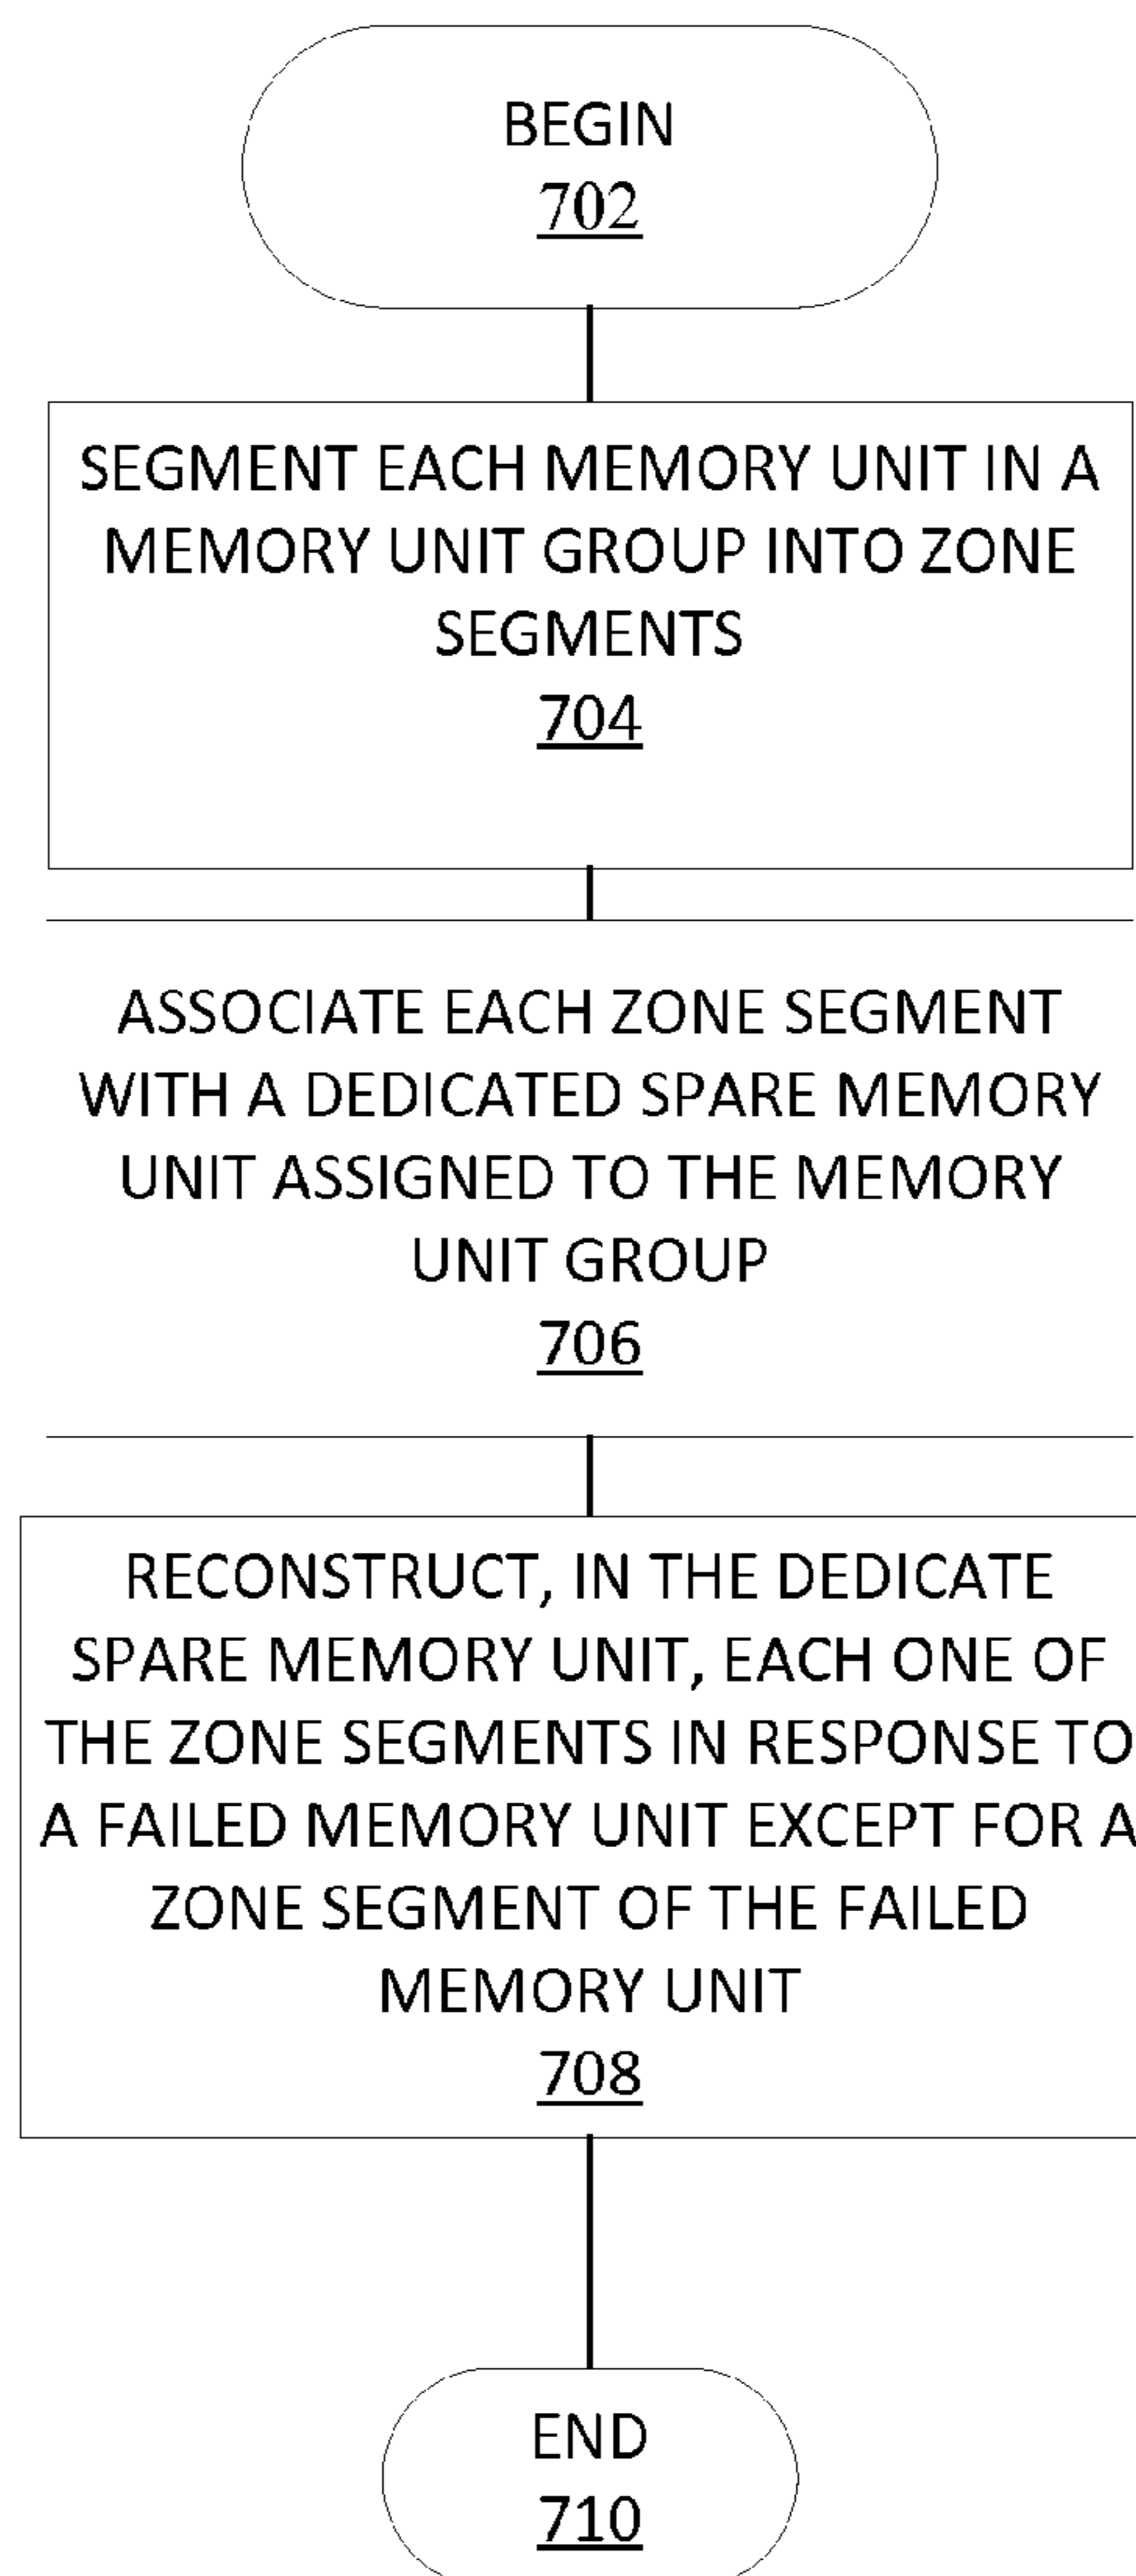 BEGIN
702
SEGMENT EACH MEMORY UNIT IN A
MEMORY UNIT GROUP INTO ZONE
SEGMENTS
704
ASSOCIATE EACH ZONE SEGMENT
WITH A DEDICATED SPARE MEMORY
UNIT ASSIGNED TO THE MEMORY
UNIT GROUP
706
RECONSTRUCT, IN THE DEDICATE
SPARE MEMORY UNIT, EACH ONE OF
THE ZONE SEGMENTS IN RESPONSE TO
A FAILED MEMORY UNIT EXCEPT FOR A
ZONE SEGMENT OF THE FAILED
MEMORY UNIT
708
END
710